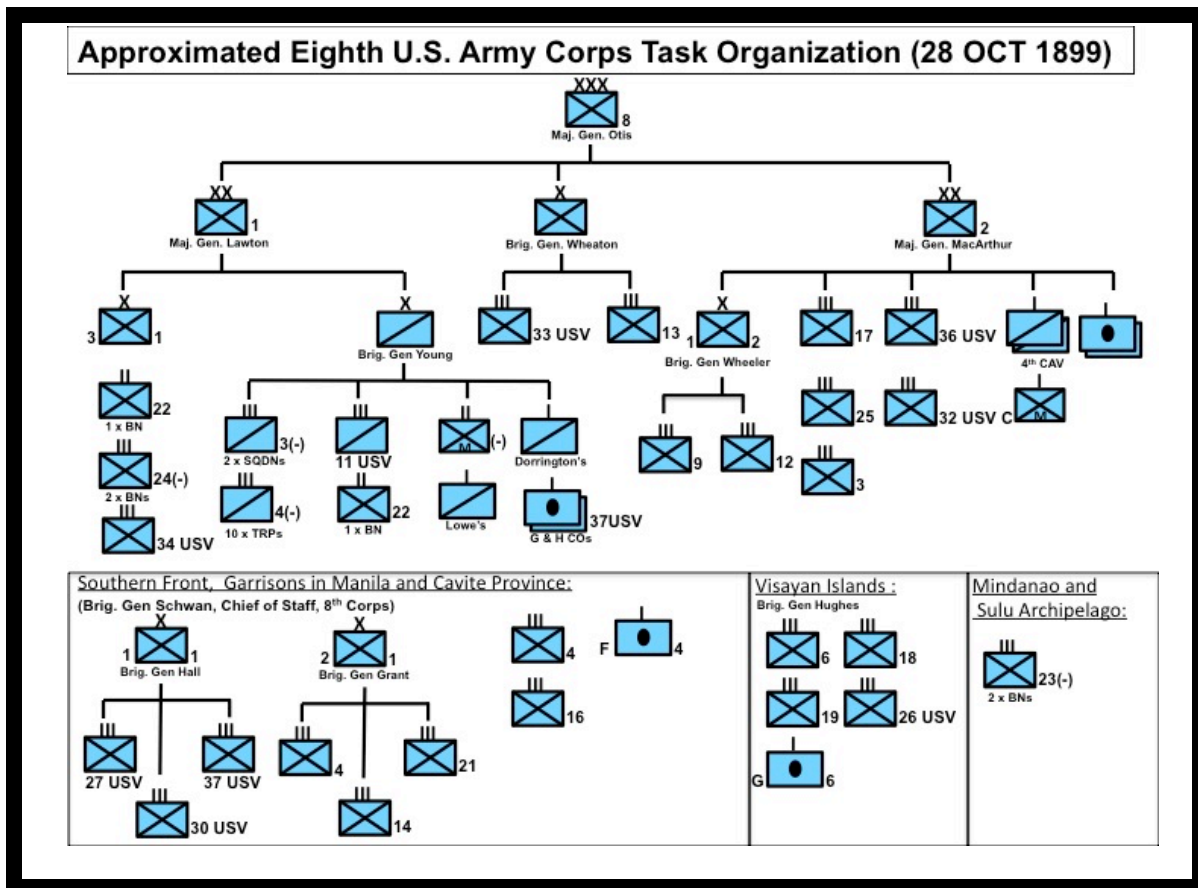 Approximated Eighth U.S. Army Corps Task Organization (28 OCT 1899)
XXX
8
Maj. Gen. Otis
XX
1
Maj. Gen. Lawton
X
Brig. Gen. Wheaton
XX
2
Maj. Gen. MacArthur
X
3 1
X
Brig. Gen Young
III
33 USV
III
13
X
1 2
Brig. Gen Wheeler
III
17
III
36 USV
I
4th CAV
I
II
22
1 x BN
III
3(-)
2 x SQDNs
III
11 USV
II
M (-)
I
Dorrington's
III
9
III
12
III
25
III
32 USV
I
C M
III
24(-)
2 x BNs
III
4(-)
10 x TRPs
II
22
1 x BN
I
Lowe's
I
37USV
G & H COs
III
3
III
34 USV
Southern Front, Garrisons in Manila and Cavite Province:
(Brig. Gen Schwan, Chief of Staff, 8th Corps)
X
1 1
Brig. Gen Hall
X
2 1
Brig. Gen Grant
III
4
I
F 4
III
16
III
27 USV
III
37 USV
III
30 USV
III
4
III
21
III
14
Visayan Islands :
Brig. Gen Hughes
III
6
III
18
III
19
III
26 USV
I
G 6
Mindanao and
Sulu Archipelago:
III
23(-)
2 x BNs